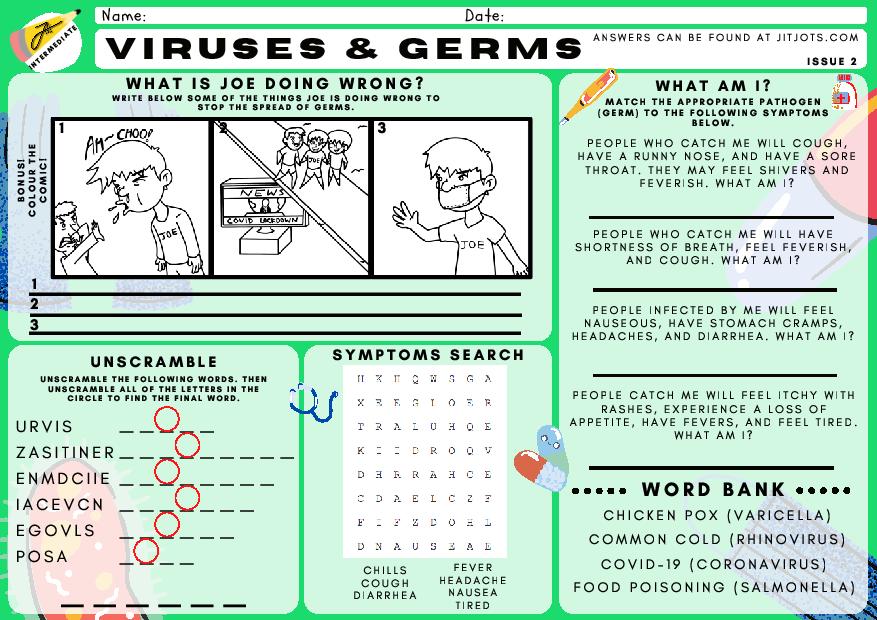 INTERMEDIATE
Name:
Date:
VIRUSES & GERMS
ANSWERS CAN BE FOUND AT JITJOTS.COM
ISSUE 2
WHAT IS JOE DOING WRONG?
WRITE BELOW SOME OF THE THINGS JOE IS DOING WRONG TO
STOP THE SPREAD OF GERMS.
BONUS!
COLOUR THE
COMIC!
1
AH~CHOO!
JOE
2
JOE
NEWS
COVID LOCKDOWN
3
JOE
1
2
3
UNSCRAMBLE
UNSCRAMBLE THE FOLLOWING WORDS. THEN
UNSCRAMBLE ALL OF THE LETTERS IN THE
CIRCLE TO FIND THE FINAL WORD.
URVIS
ZASITINER
ENMDCIIE
IACEVCN
EGOVLS
POSA
SYMPTOMS SEARCH
H K H Q W S G A
X E E G L O E R
T R A L U H Q E
K I I D R O Q V
D H R R A H C E
C D A E L C Z F
F I F Z D O H L
D N A U S E A E
CHILLS
COUGH
DIARRHEA
FEVER
HEADACHE
NAUSEA
TIRED
WHAT AM I?
MATCH THE APPROPRIATE PATHOGEN
(GERM) TO THE FOLLOWING SYMPTOMS
BELOW.
PEOPLE WHO CATCH ME WILL COUGH,
HAVE A RUNNY NOSE, AND HAVE A SORE
THROAT. THEY MAY FEEL SHIVERS AND
FEVERISH. WHAT AM I?
PEOPLE WHO CATCH ME WILL HAVE
SHORTNESS OF BREATH, FEEL FEVERISH,
AND COUGH. WHAT AM I?
PEOPLE INFECTED BY ME WILL FEEL
NAUSEOUS, HAVE STOMACH CRAMPS,
HEADACHES, AND DIARRHEA. WHAT AM I?
PEOPLE CATCH ME WILL FEEL ITCHY WITH
RASHES, EXPERIENCE A LOSS OF
APPETITE, HAVE FEVERS, AND FEEL TIRED.
WHAT AM I?
WORD BANK
CHICKEN POX (VARICELLA)
COMMON COLD (RHINOVIRUS)
COVID-19 (CORONAVIRUS)
FOOD POISONING (SALMONELLA)